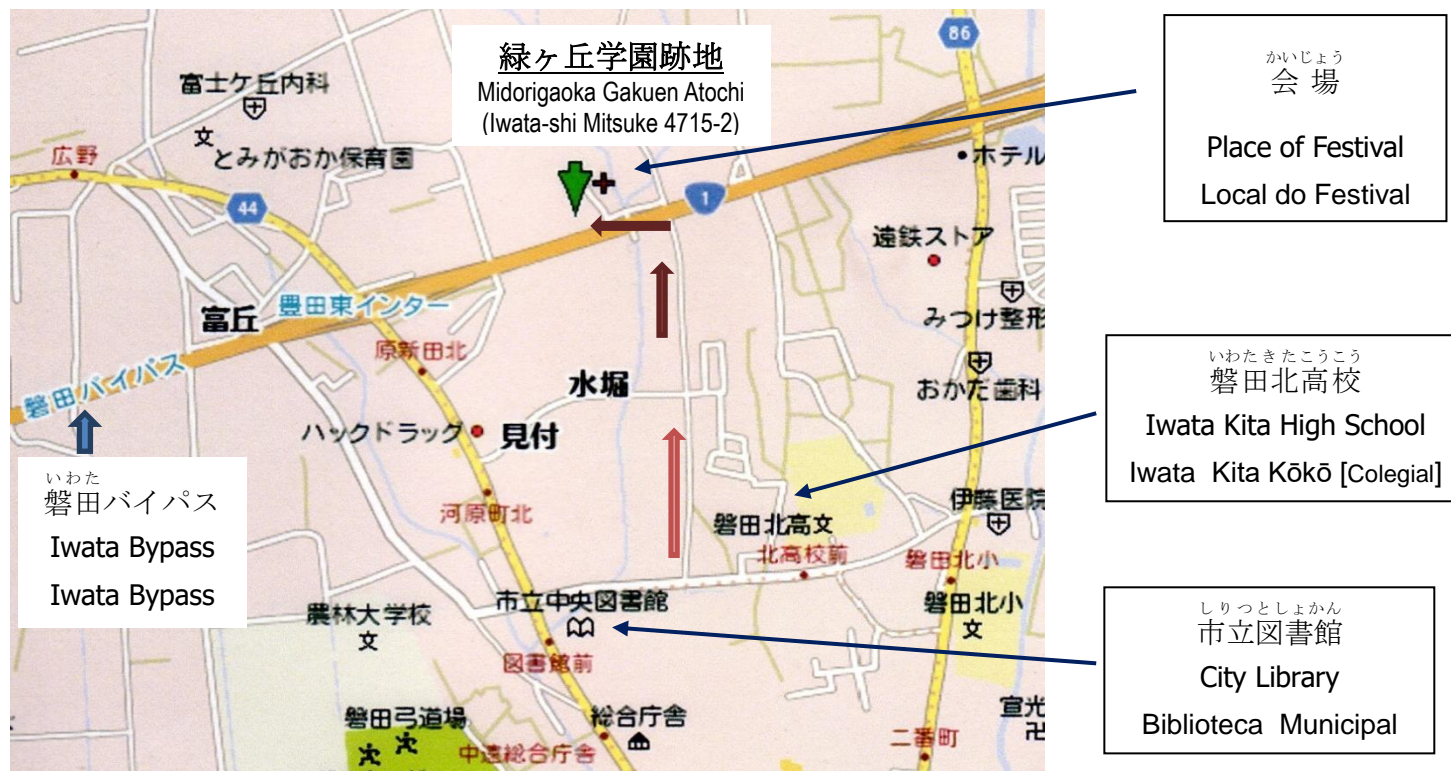 緑ヶ丘学園跡地
Midorigaoka Gakuen Atochi
(Iwata-shi Mitsuke 4715-2)
かいじょう
会 場
Place of Festival
Local do Festival
86
富士ケ丘内科
文
とみがおか保育園
広野
44
1
ホテル
遠鉄ストア
みつけ整形
おかだ歯科
富丘
豊田東インター
磐田バイパス
原新田北
水堀
ハックドラッグ
見付
河原町北
いわた
磐田バイパス
Iwata Bypass
Iwata Bypass
いわたきたこうこう
磐田北高校
Iwata Kita High School
Iwata Kita Kōkō [Colegial]
磐田北高文
北高校前
伊藤医院
磐田北小
磐田北小
文
市立中央図書館
農林大学校
文
図書館前
しりつとしょかん
市立図書館
City Library
Biblioteca Municipal
磐田弓道場
総合庁舎
中遠総合庁舎
二番町
宣光
卍